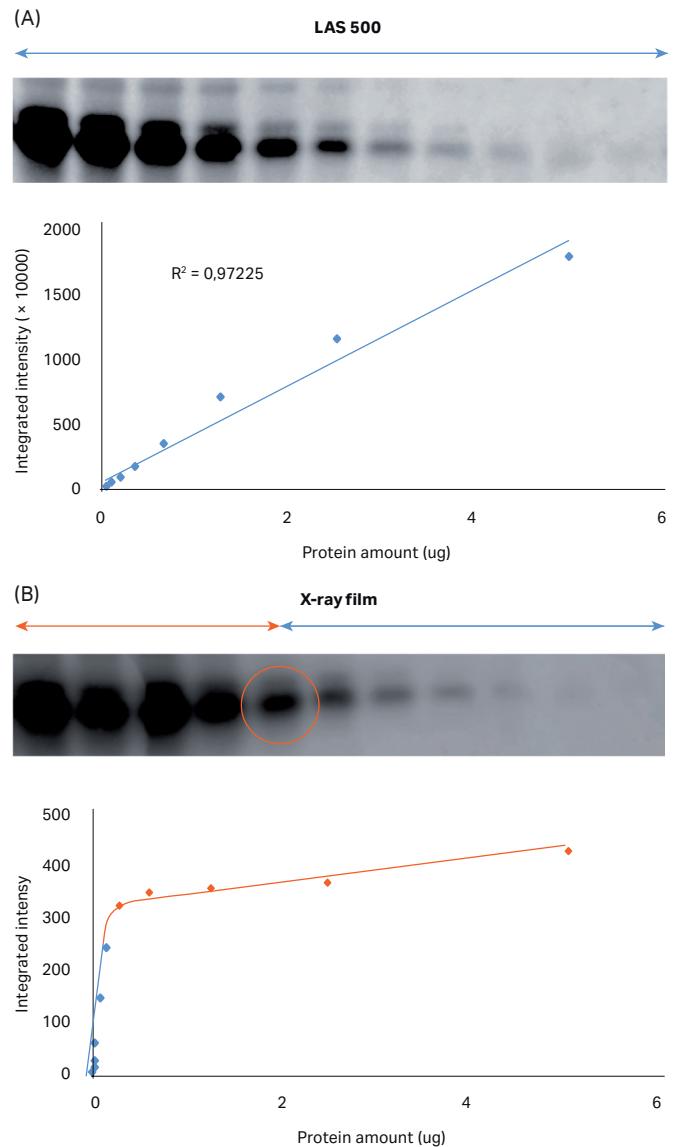 (A)
LAS 500
Integrated intensity ( × 10000)
2000
1500
1000
500
0
R² = 0,97225
0 2 4 6
Protein amount (ug)
(B)
X-ray film
Integrated intensy
500
400
300
200
100
0
0 2 4 6
Protein amount (ug)